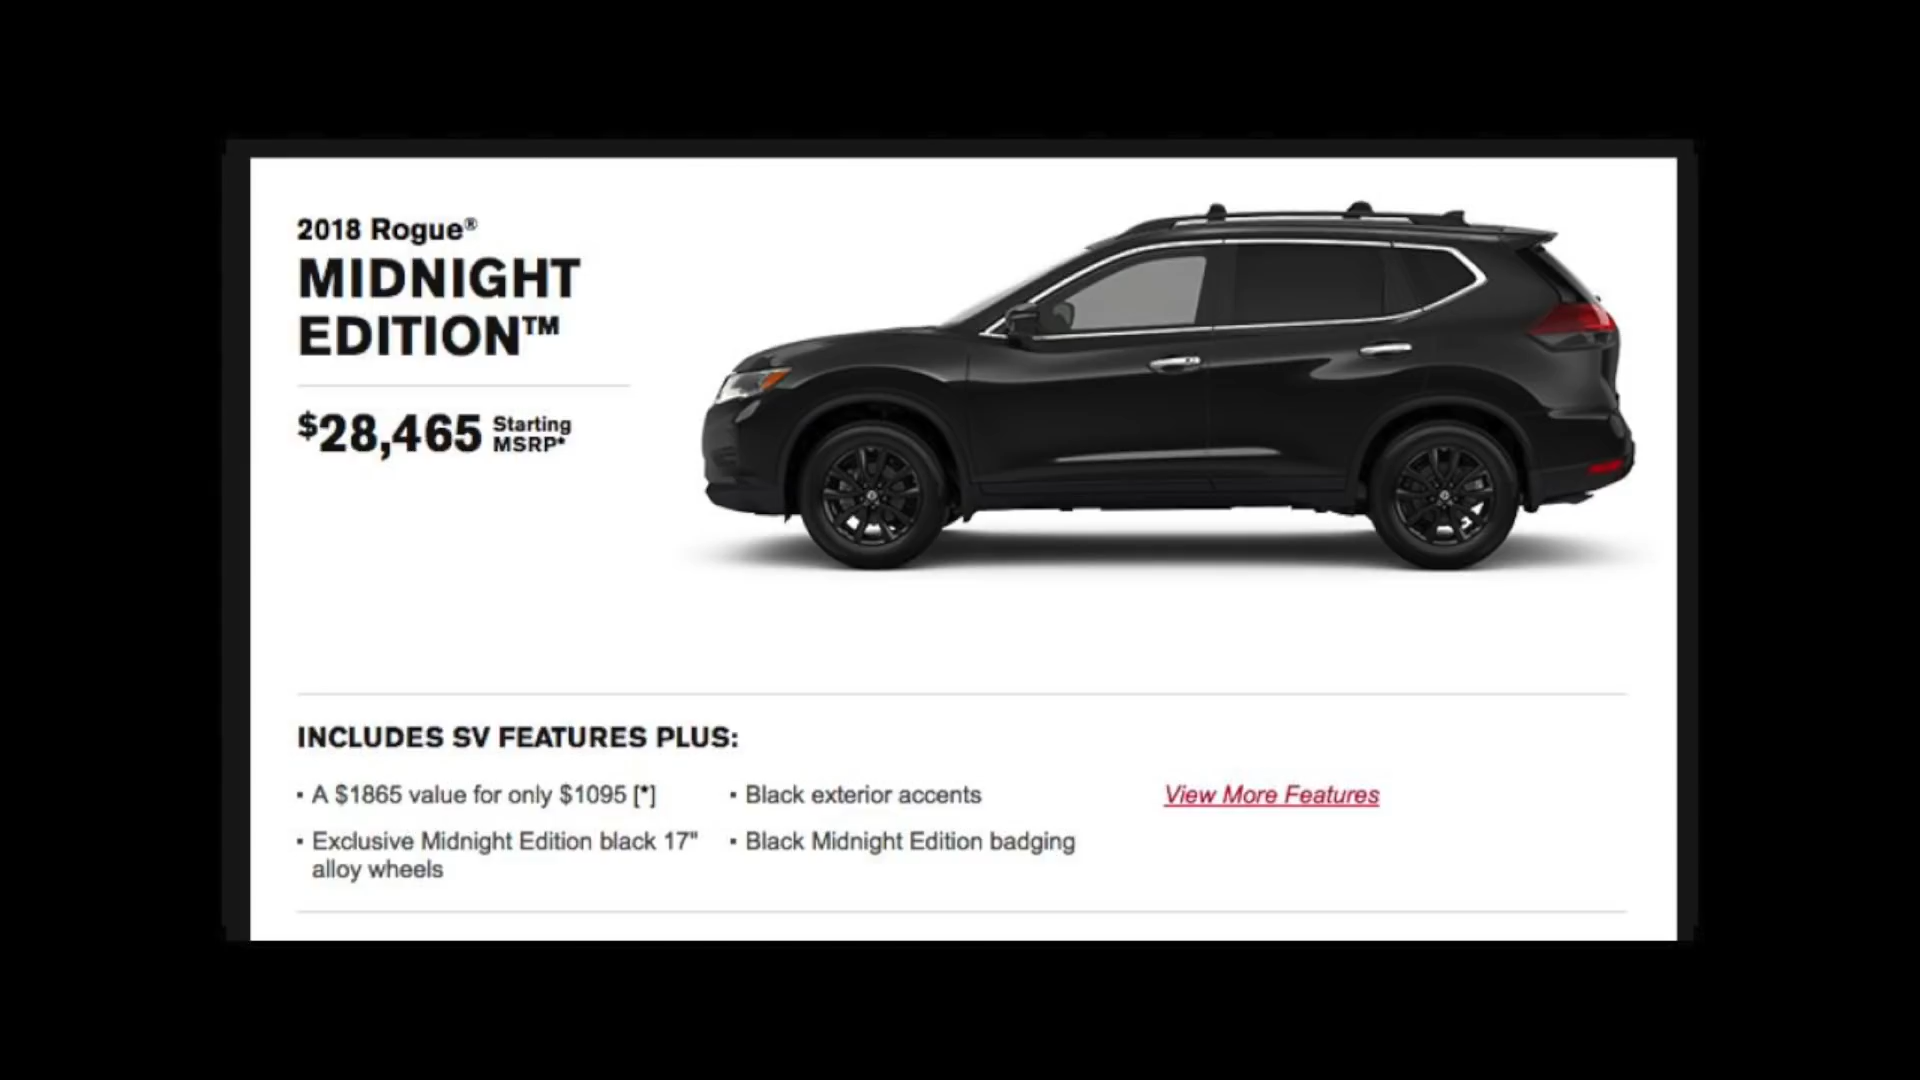 2018 Rogue®
MIDNIGHT
EDITION™
$28,465 Starting MSRP*
INCLUDES SV FEATURES PLUS:
▪ A $1865 value for only $1095 [*]
▪ Exclusive Midnight Edition black 17"
alloy wheels
▪ Black exterior accents
▪ Black Midnight Edition badging
View More Features